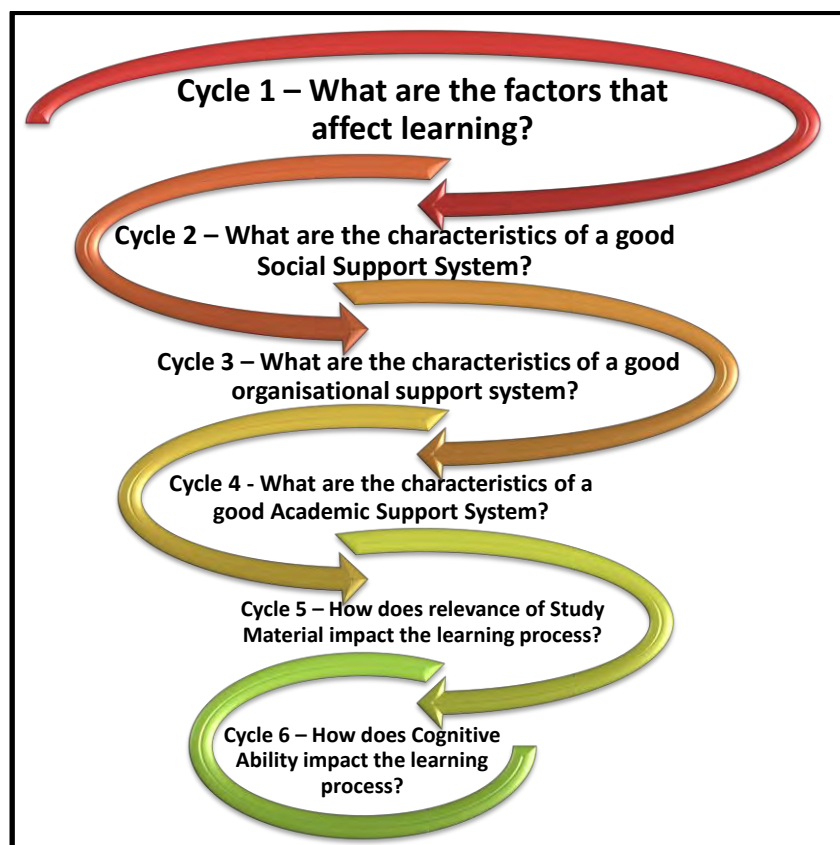 Cycle 1 – What are the factors that
affect learning?
Cycle 2 – What are the characteristics of a good
Social Support System?
Cycle 3 – What are the characteristics of a good
organisational support system?
Cycle 4 - What are the characteristics of a
good Academic Support System?
Cycle 5 – How does relevance of Study
Material impact the learning process?
Cycle 6 – How does Cognitive
Ability impact the learning
process?